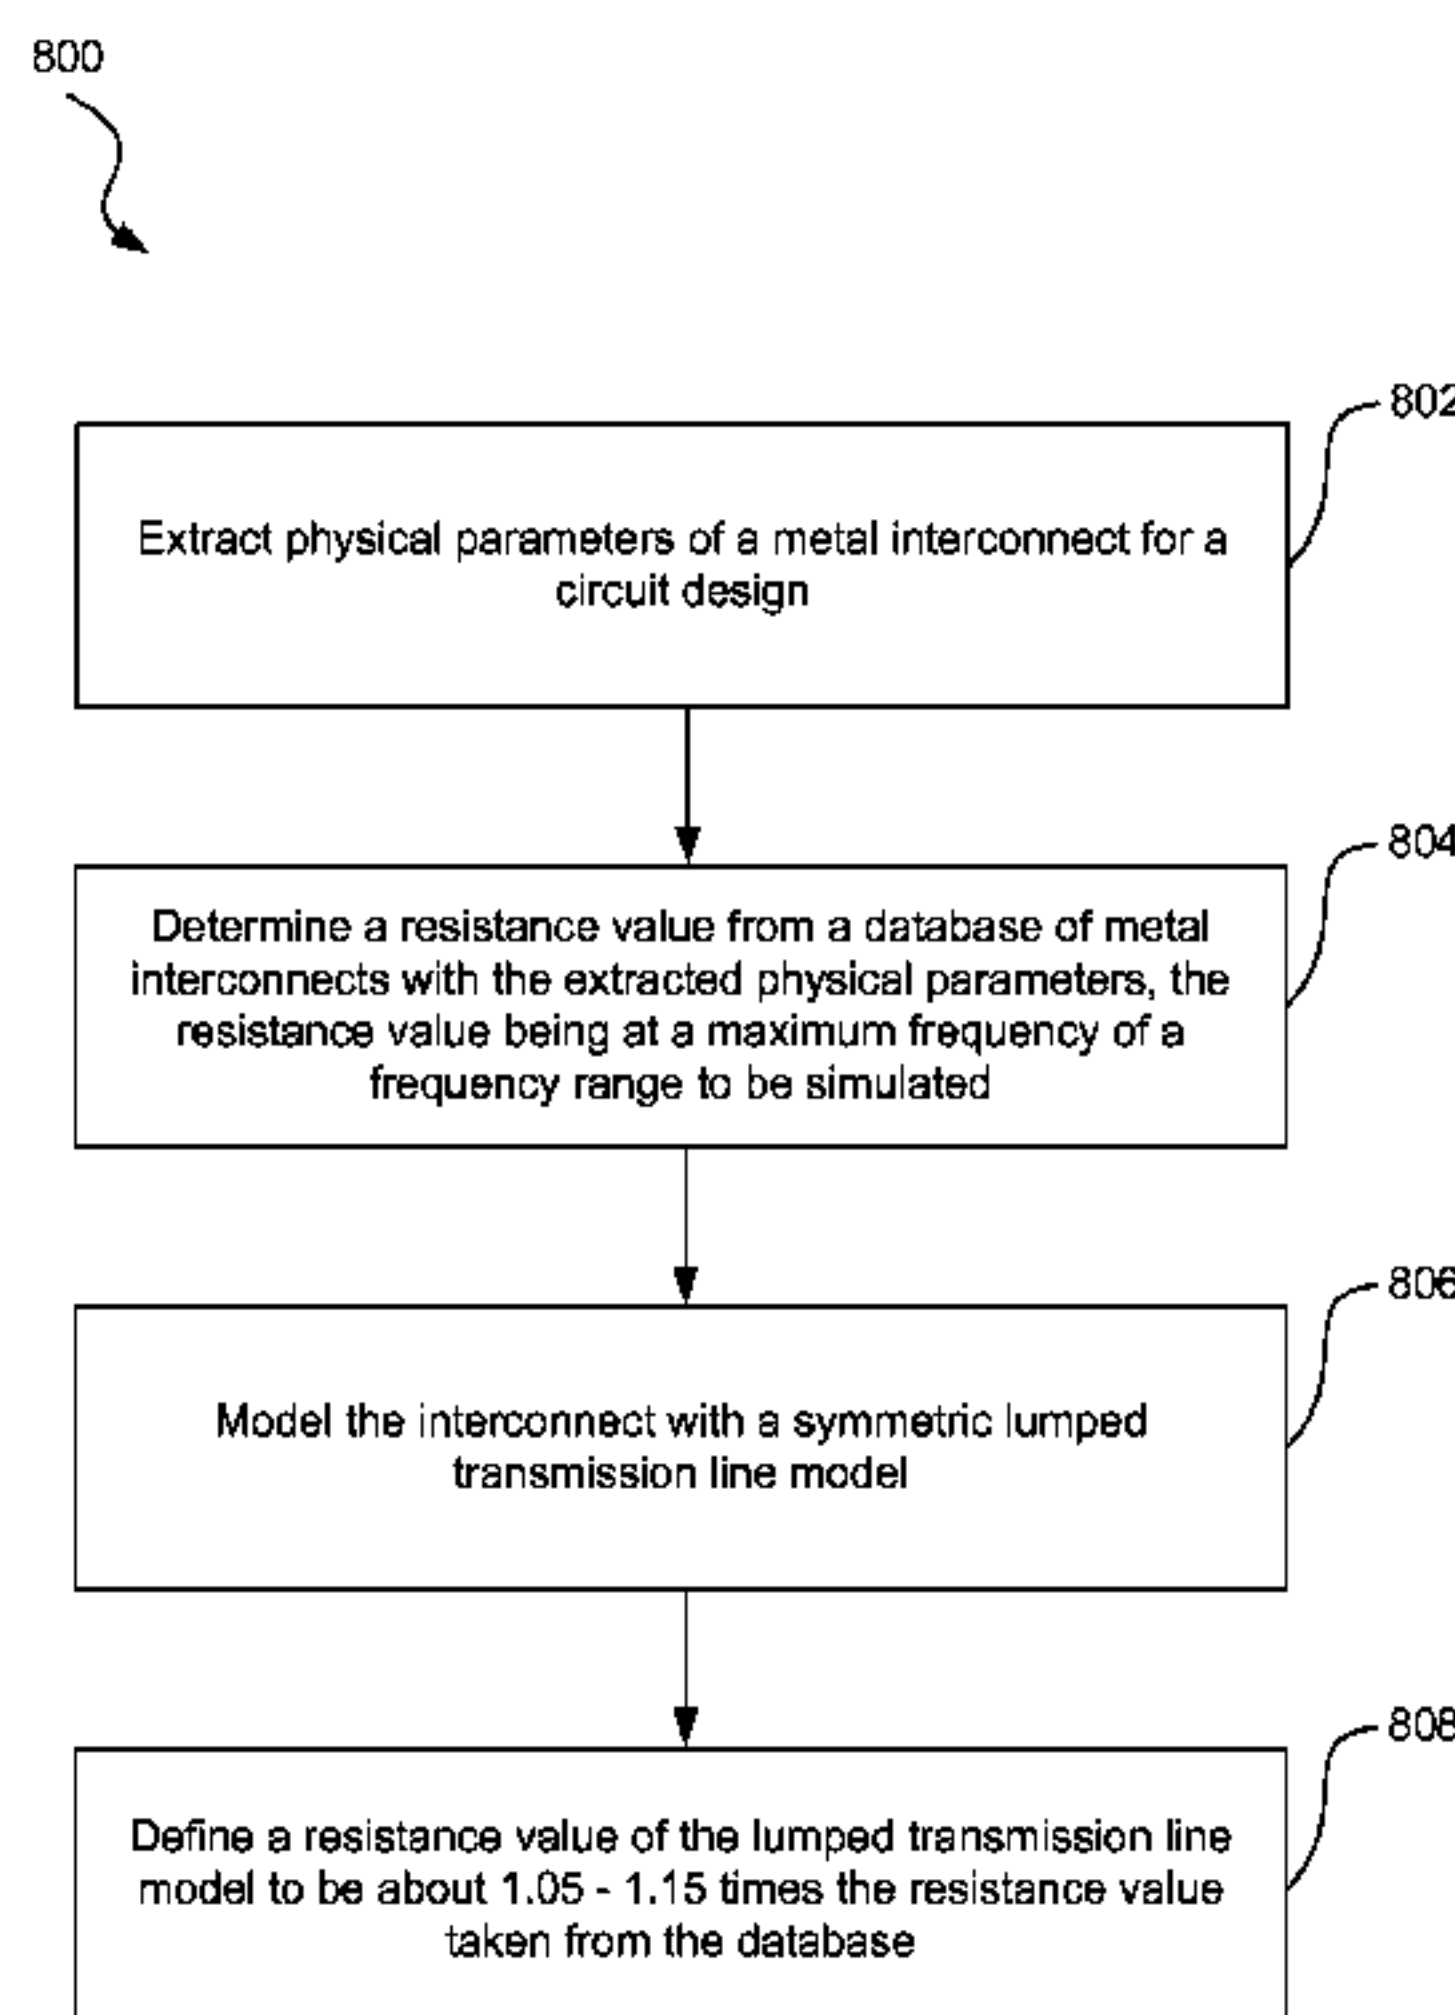 800
802
Extract physical parameters of a metal interconnect for a
circuit design
804
Determine a resistance value from a database of metal
interconnects with the extracted physical parameters, the
resistance value being at a maximum frequency of a
frequency range to be simulated
806
Model the interconnect with a symmetric lumped
transmission line model
808
Define a resistance value of the lumped transmission line
model to be about 1.05 - 1.15 times the resistance value
taken from the database